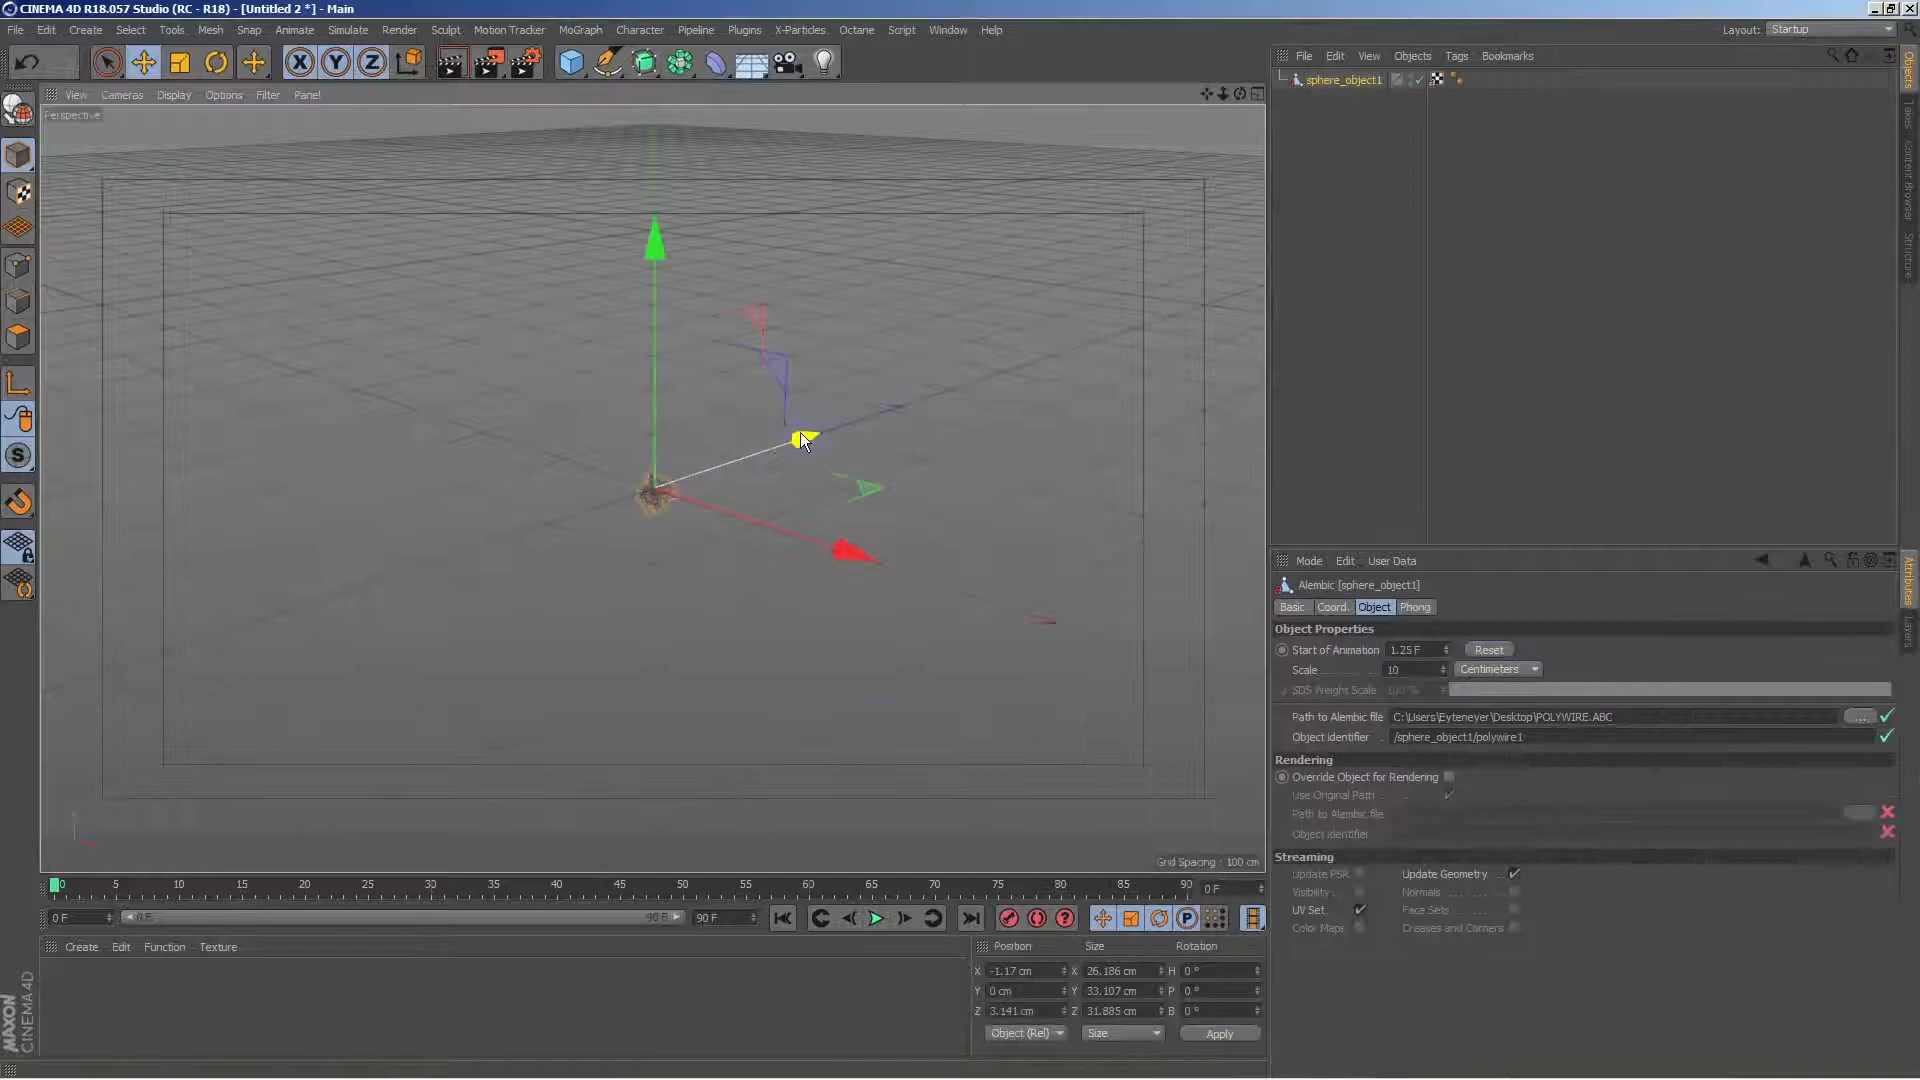 CINEMA 4D R18.057 Studio (RC - R18) - [Untitled 2 *] - Main
File Edit Create Select Tools Mesh Snap Animate Simulate Render Sculpt Motion Tracker MoGraph Character Pipeline Plugins X-Particles Octane Script Window Help Layout: Startup
X Y Z
View Cameras Display Options Filter Panel
Perspective
Grid Spacing : 100 cm
0 5 10 15 20 25 30 35 40 45 50 55 60 65 70 75 80 85 90 0 F
0 F 0 F 90 F 90 F
Create Edit Function Texture
Position Size Rotation
X -1.17 cm X 26.186 cm H 0 °
Y 0 cm Y 33.107 cm P 0 °
Z 3.141 cm Z 31.885 cm B 0 °
Object (Rel) Size Apply
MAXON
CINEMA 4D
File Edit View Objects Tags Bookmarks
sphere_object1
Objects
Takes
Content Browser
Structure
Mode Edit User Data
Alembic [sphere_object1]
Basic Coord. Object Phong
Object Properties
Start of Animation 1.25 F Reset
Scale 10 Centimeters
SDS Weight Scale 100 %
Path to Alembic file C:\Users\Eyteneyer\Desktop\POLYWIRE.ABC ...
Object identifier . /sphere_object1/polywire1
Rendering
Override Object for Rendering
Use Original Path
Path to Alembic file
Object identifier
Streaming
Update PSR Update Geometry
Visibility Normals
UV Set Face Sets
Color Maps Creases and Corners
Attributes
Layers